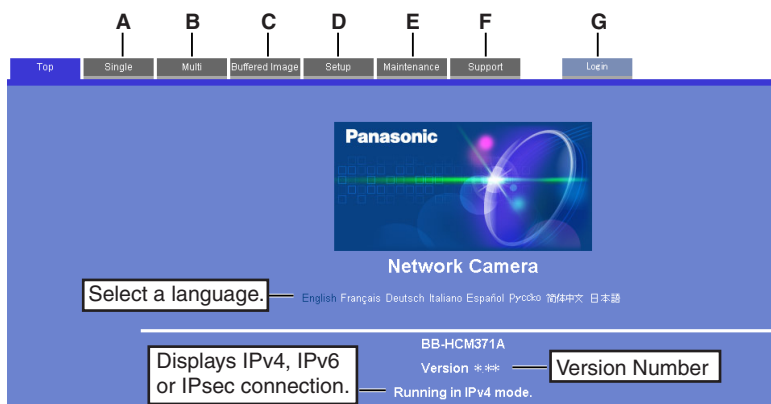 A B C D E F G
Top Single Multi Buffered Image Setup Maintenance Support Login
Panasonic
Network Camera
Select a language.
English Français Deutsch Italiano Español Русско 简体中文 日本語
BB-HCM371A
Displays IPv4, IPv6
or IPsec connection.
Version ***
Version Number
Running in IPv4 mode.